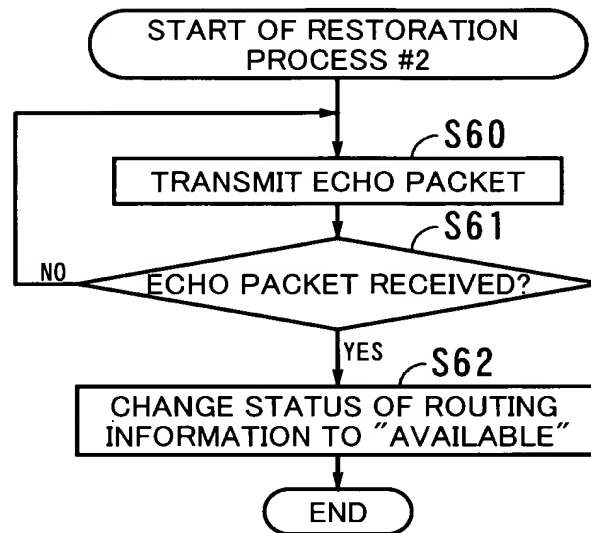 START OF RESTORATION
PROCESS #2
S60
TRANSMIT ECHO PACKET
S61
ECHO PACKET RECEIVED?
NO
YES
S62
CHANGE STATUS OF ROUTING
INFORMATION TO "AVAILABLE"
END